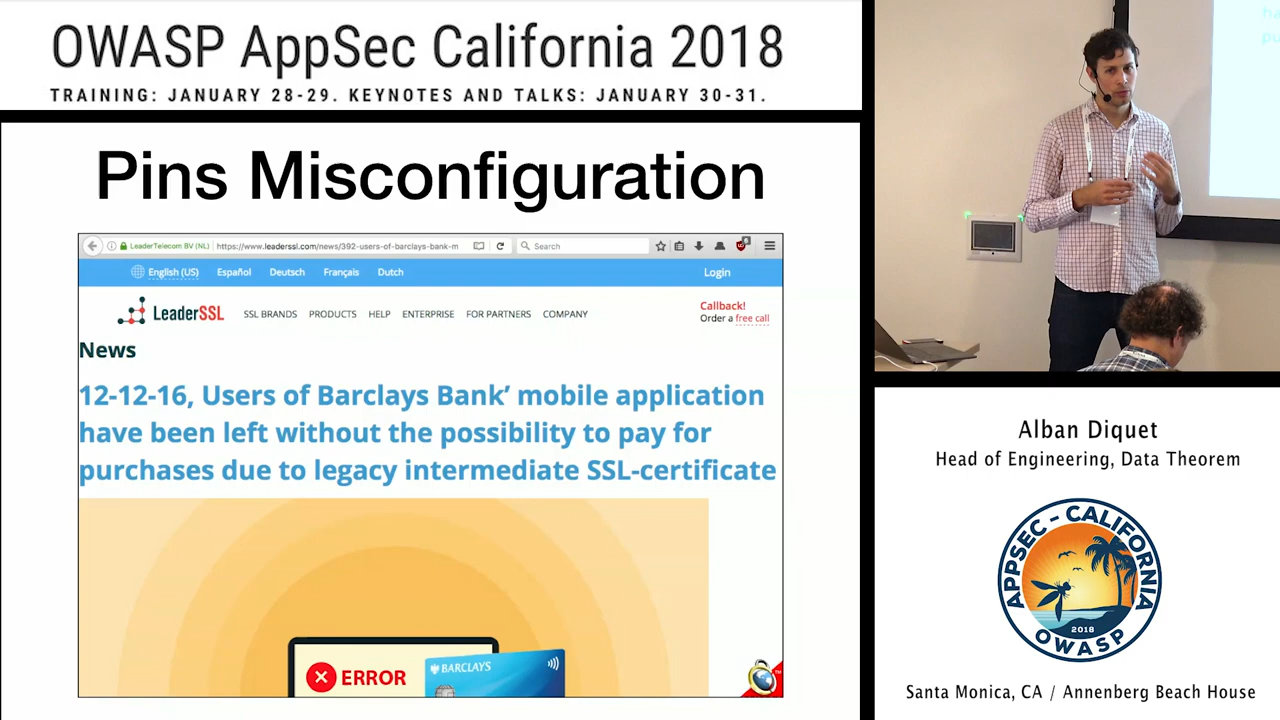 OWASP AppSec California 2018
TRAINING: JANUARY 28-29. KEYNOTES AND TALKS: JANUARY 30-31.
Pins Misconfiguration
LeaderTelecom BV (NL)
https://www.leaderssl.com/news/392-users-of-barclays-bank-m
Search
English (US) Español Deutsch Français Dutch Login
LeaderSSL SSL BRANDS PRODUCTS HELP ENTERPRISE FOR PARTNERS COMPANY
Callback!
Order a free call
News
12-12-16, Users of Barclays Bank’ mobile application
have been left without the possibility to pay for
purchases due to legacy intermediate SSL-certificate
ERROR
BARCLAYS
Alban Diquet
Head of Engineering, Data Theorem
APPSEC - CALIFORNIA
2018
OWASP
Santa Monica, CA / Annenberg Beach House